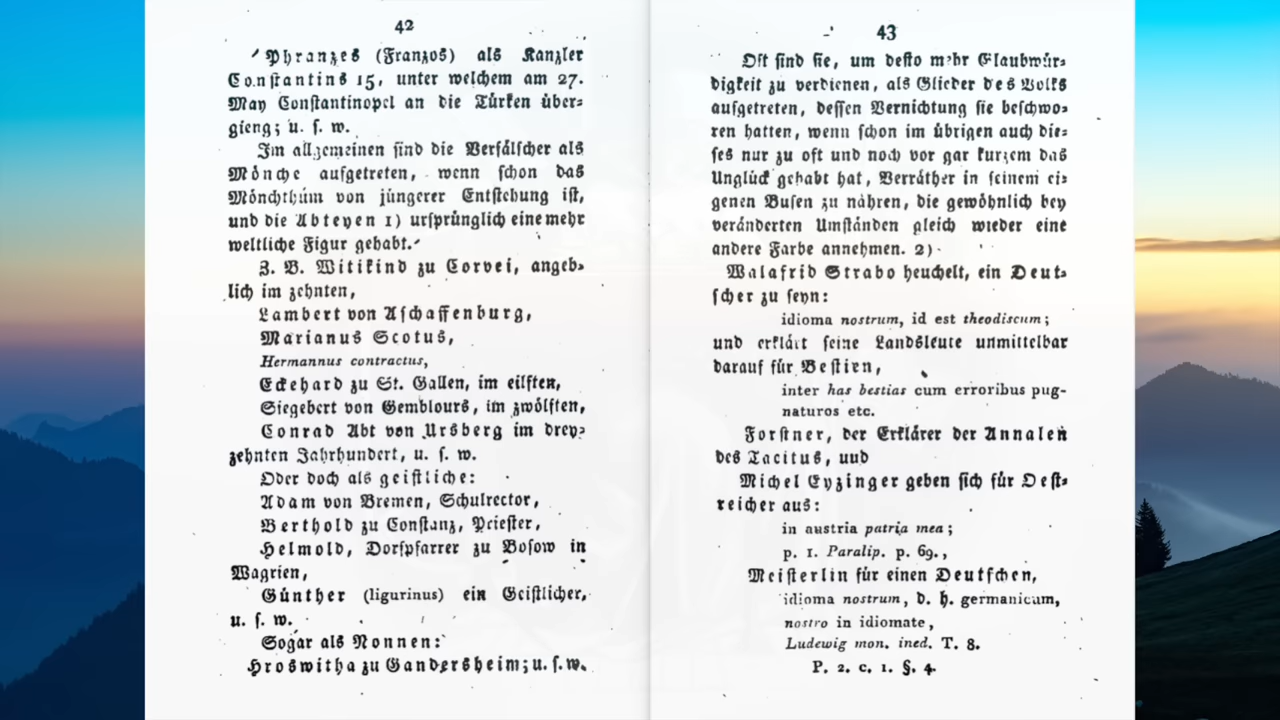 42
Phranzes (Franzos) als Kanzler
Constantins 15, unter welchem am 27.
May Constantinopel an die Türken über-
gieng; u. s. w.
Im allgemeinen sind die Verfälscher als
Mönche aufgetreten, wenn schon das
Mönchthum von jüngerer Entstehung ist,
und die Abteyen 1) ursprünglich eine mehr
weltliche Figur gehabt.
Z. B. Witikind zu Corvei, angeb-
lich im zehnten,
Lambert von Aschaffenburg,
Marianus Scotus,
Hermannus contractus,
Eckehard zu St. Gallen, im eilften,
Siegebert von Gemblours, im zwölften,
Conrad Abt von Ursberg im drey-
zehnten Jahrhundert, u. s. w.
Oder doch als geistliche:
Adam von Bremen, Schulrector,
Berthold zu Constanz, Priester,
Helmold, Dorfpfarrer zu Bosow in
Wagrien,
Günther (ligurinus) ein Geistlicher,
u. s. w.
Sogar als Nonnen:
Hroswitha zu Gandersheim; u. s. w.
43
Oft sind sie, um desto mehr Glaubwür-
digkeit zu verdienen, als Glieder des Volks
aufgetreten, dessen Vernichtung sie beschwo-
ren hatten, wenn schon im übrigen auch die-
ses nur zu oft und noch vor gar kurzem das
Unglück gehabt hat, Verräther in seinem ei-
genen Busen zu nähren, die gewöhnlich bey
veränderten Umständen gleich wieder eine
andere Farbe annehmen. 2)
Walafrid Strabo heuchelt, ein Deut-
scher zu seyn:
idioma nostrum, id est theodiscum;
und erklärt seine Landsleute unmittelbar
darauf für Bestien,
inter has bestias cum erroribus pug-
naturos etc.
Forstner, der Erklärer der Annalen
des Tacitus, uud
Michel Eyzinger geben sich für Oest-
reicher aus:
in austria patria mea;
p. 1. Paralip. p. 69.,
Meisterlin für einen Deutschen,
idioma nostrum, d. h. germanicum,
nostro in idiomate,
Ludewig mon. ined. T. 8.
P. 2. c. 1. §. 4.